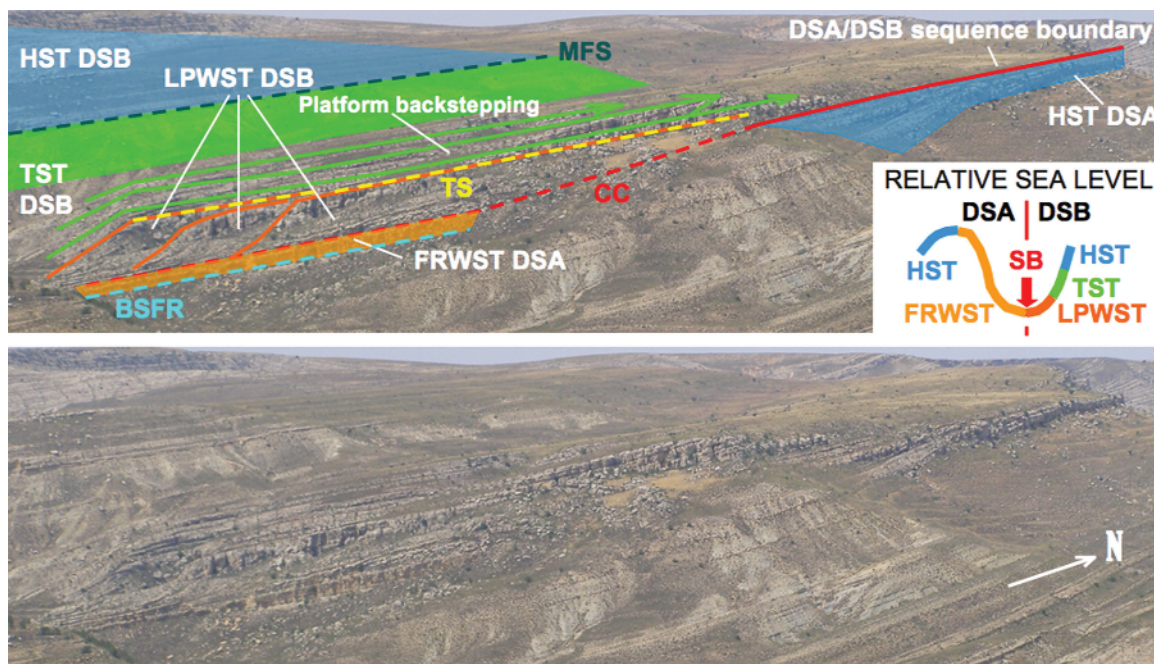 HST DSB
LPWST DSB
MFS
DSA/DSB sequence boundary
Platform backstepping
HST DSA
TST
DSB
TS
CC
FRWST DSA
BSFR
RELATIVE SEA LEVEL
DSA DSB
HST
SB
HST
TST
FRWST
LPWST
N